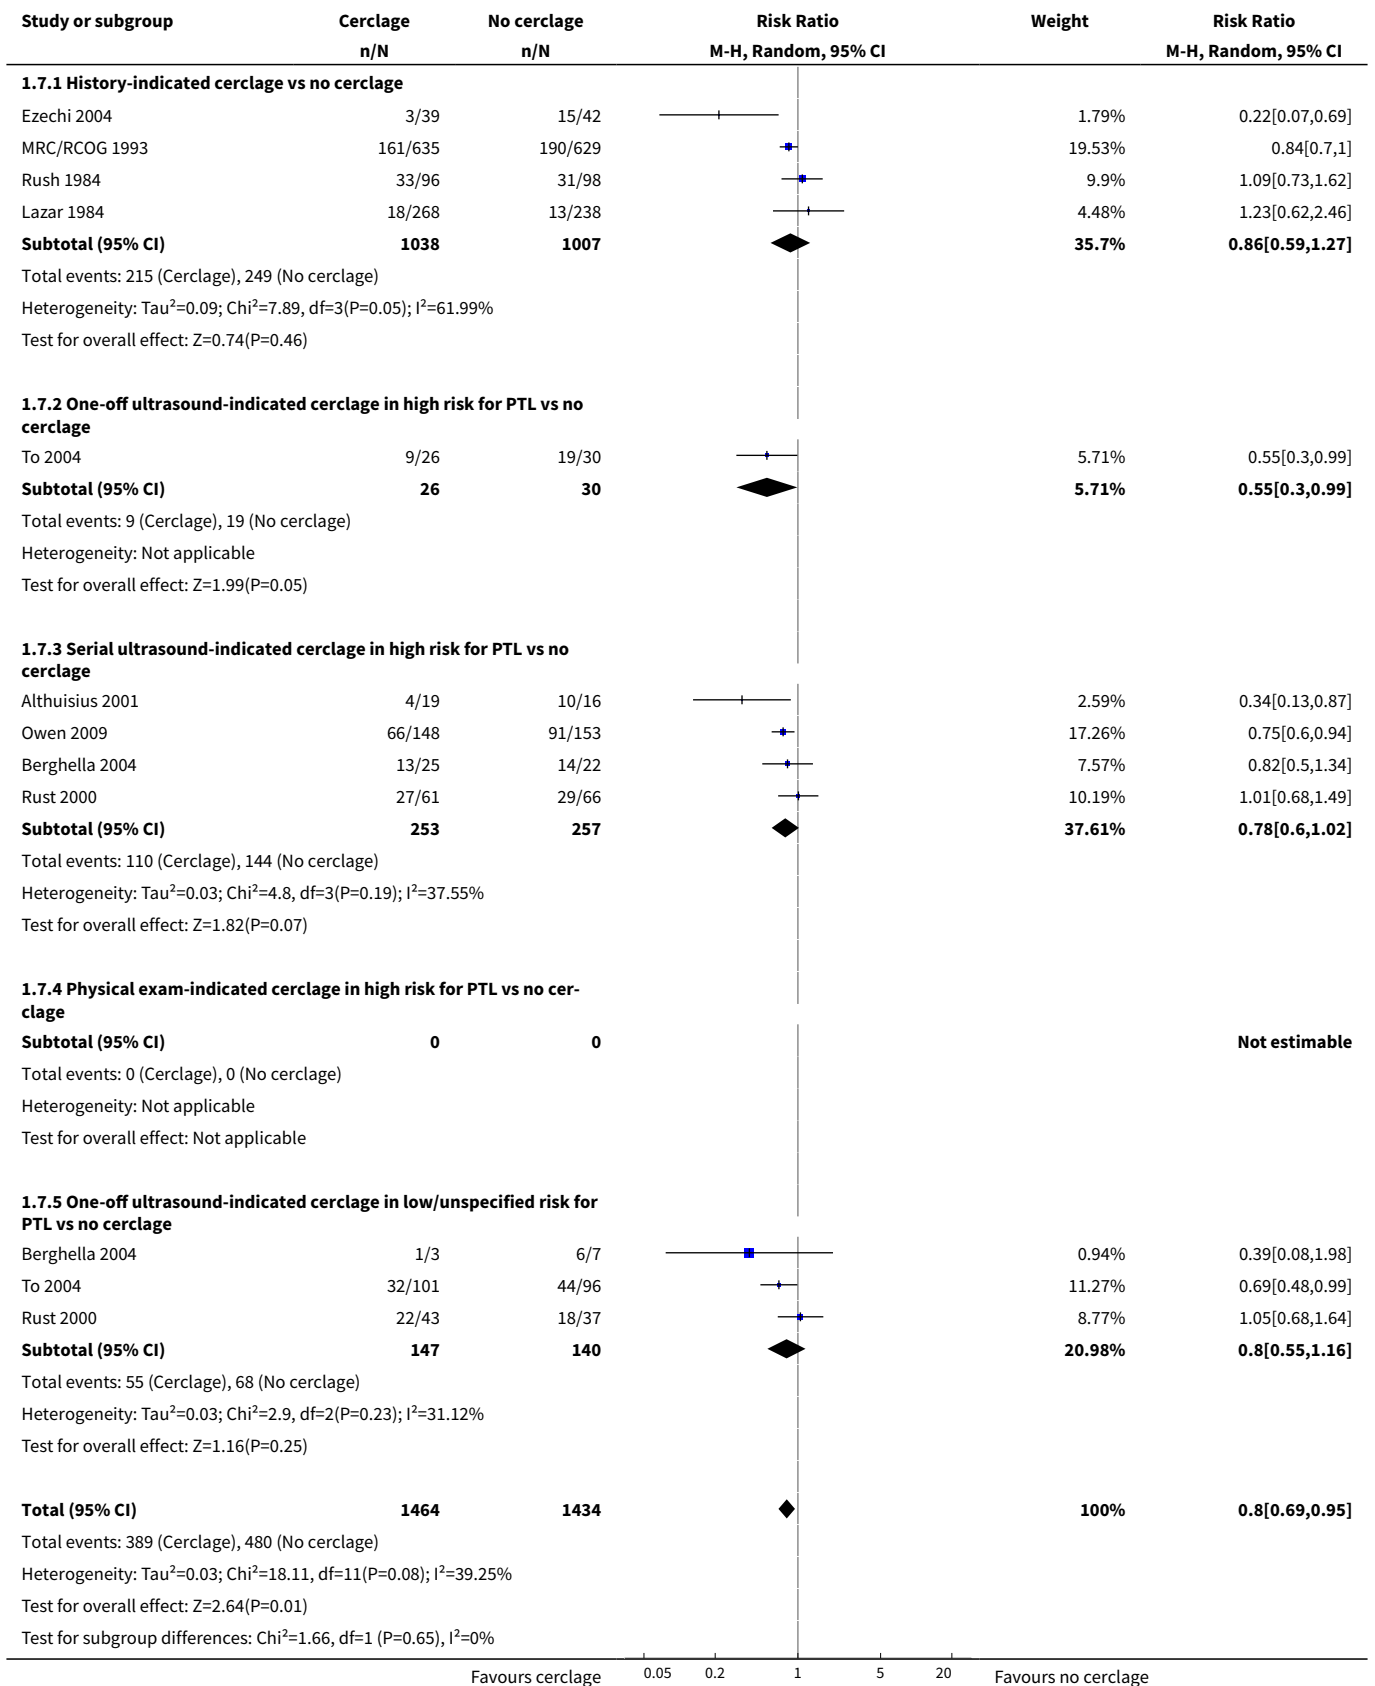 Study or subgroup Cerclage No cerclage Risk Ratio Weight Risk Ratio
n/N n/N M-H, Random, 95% CI M-H, Random, 95% CI
1.7.1 History-indicated cerclage vs no cerclage
Ezechi 2004 3/39 15/42 1.79% 0.22[0.07,0.69]
MRC/RCOG 1993 161/635 190/629 19.53% 0.84[0.7,1]
Rush 1984 33/96 31/98 9.9% 1.09[0.73,1.62]
Lazar 1984 18/268 13/238 4.48% 1.23[0.62,2.46]
Subtotal (95% CI) 1038 1007 35.7% 0.86[0.59,1.27]
Total events: 215 (Cerclage), 249 (No cerclage)
Heterogeneity: Tau²=0.09; Chi²=7.89, df=3(P=0.05); I²=61.99%
Test for overall effect: Z=0.74(P=0.46)
1.7.2 One-off ultrasound-indicated cerclage in high risk for PTL vs no
cerclage
To 2004 9/26 19/30 5.71% 0.55[0.3,0.99]
Subtotal (95% CI) 26 30 5.71% 0.55[0.3,0.99]
Total events: 9 (Cerclage), 19 (No cerclage)
Heterogeneity: Not applicable
Test for overall effect: Z=1.99(P=0.05)
1.7.3 Serial ultrasound-indicated cerclage in high risk for PTL vs no
cerclage
Althuisius 2001 4/19 10/16 2.59% 0.34[0.13,0.87]
Owen 2009 66/148 91/153 17.26% 0.75[0.6,0.94]
Berghella 2004 13/25 14/22 7.57% 0.82[0.5,1.34]
Rust 2000 27/61 29/66 10.19% 1.01[0.68,1.49]
Subtotal (95% CI) 253 257 37.61% 0.78[0.6,1.02]
Total events: 110 (Cerclage), 144 (No cerclage)
Heterogeneity: Tau²=0.03; Chi²=4.8, df=3(P=0.19); I²=37.55%
Test for overall effect: Z=1.82(P=0.07)
1.7.4 Physical exam-indicated cerclage in high risk for PTL vs no cer-
clage
Subtotal (95% CI) 0 0 Not estimable
Total events: 0 (Cerclage), 0 (No cerclage)
Heterogeneity: Not applicable
Test for overall effect: Not applicable
1.7.5 One-off ultrasound-indicated cerclage in low/unspecified risk for
PTL vs no cerclage
Berghella 2004 1/3 6/7 0.94% 0.39[0.08,1.98]
To 2004 32/101 44/96 11.27% 0.69[0.48,0.99]
Rust 2000 22/43 18/37 8.77% 1.05[0.68,1.64]
Subtotal (95% CI) 147 140 20.98% 0.8[0.55,1.16]
Total events: 55 (Cerclage), 68 (No cerclage)
Heterogeneity: Tau²=0.03; Chi²=2.9, df=2(P=0.23); I²=31.12%
Test for overall effect: Z=1.16(P=0.25)
Total (95% CI) 1464 1434 100% 0.8[0.69,0.95]
Total events: 389 (Cerclage), 480 (No cerclage)
Heterogeneity: Tau²=0.03; Chi²=18.11, df=11(P=0.08); I²=39.25%
Test for overall effect: Z=2.64(P=0.01)
Test for subgroup differences: Chi²=1.66, df=1 (P=0.65), I²=0%
Favours cerclage 0.05 0.2 1 5 20 Favours no cerclage